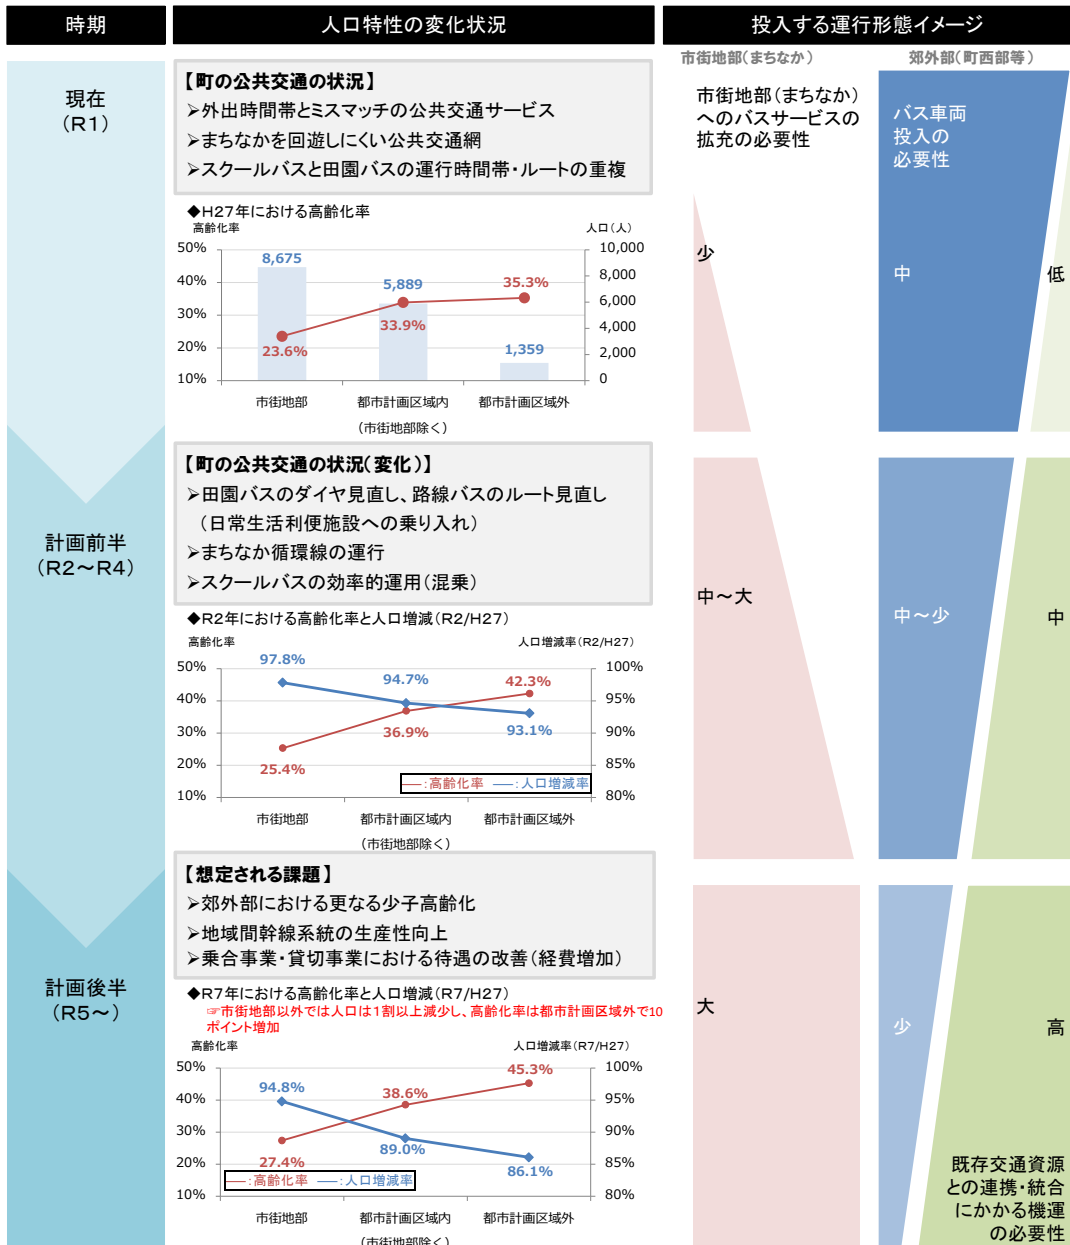 時期
人口特性の変化状況
投入する運行形態イメージ
市街地部(まちなか)
郊外部(町西部等)
現在
(R1)
【町の公共交通の状況】
➢外出時間帯とミスマッチの公共交通サービス
➢まちなかを回遊しにくい公共交通網
➢スクールバスと田園バスの運行時間帯・ルートの重複
市街地部(まちなか)
へのバスサービスの
拡充の必要性
バス車両
投入の
必要性
少
中
低
◆H27年における高齢化率
高齢化率
人口(人)
50%
40%
30%
20%
10%
10,000
8,000
6,000
4,000
2,000
0
8,675
5,889
1,359
23.6%
33.9%
35.3%
市街地部
都市計画区域内
(市街地部除く)
都市計画区域外
計画前半
(R2～R4)
【町の公共交通の状況(変化)】
➢田園バスのダイヤ見直し、路線バスのルート見直し
(日常生活利便施設への乗り入れ)
➢まちなか循環線の運行
➢スクールバスの効率的運用(混乗)
中～大
中～少
中
◆R2年における高齢化率と人口増減(R2/H27)
高齢化率
人口増減率(R2/H27)
50%
40%
30%
20%
10%
100%
95%
90%
85%
80%
97.8%
94.7%
93.1%
25.4%
36.9%
42.3%
―:高齢化率 ―:人口増減率
市街地部
都市計画区域内
(市街地部除く)
都市計画区域外
計画後半
(R5～)
【想定される課題】
➢郊外部における更なる少子高齢化
➢地域間幹線系統の生産性向上
➢乗合事業・貸切事業における待遇の改善(経費増加)
大
少
高
◆R7年における高齢化率と人口増減(R7/H27)
☞市街地部以外では人口は1割以上減少し、高齢化率は都市計画区域外で10
ポイント増加
高齢化率
人口増減率(R7/H27)
50%
40%
30%
20%
10%
100%
95%
90%
85%
80%
94.8%
89.0%
86.1%
27.4%
38.6%
45.3%
―:高齢化率 ―:人口増減率
市街地部
都市計画区域内
(市街地部除く)
都市計画区域外
既存交通資源
との連携・統合
にかかる機運
の必要性